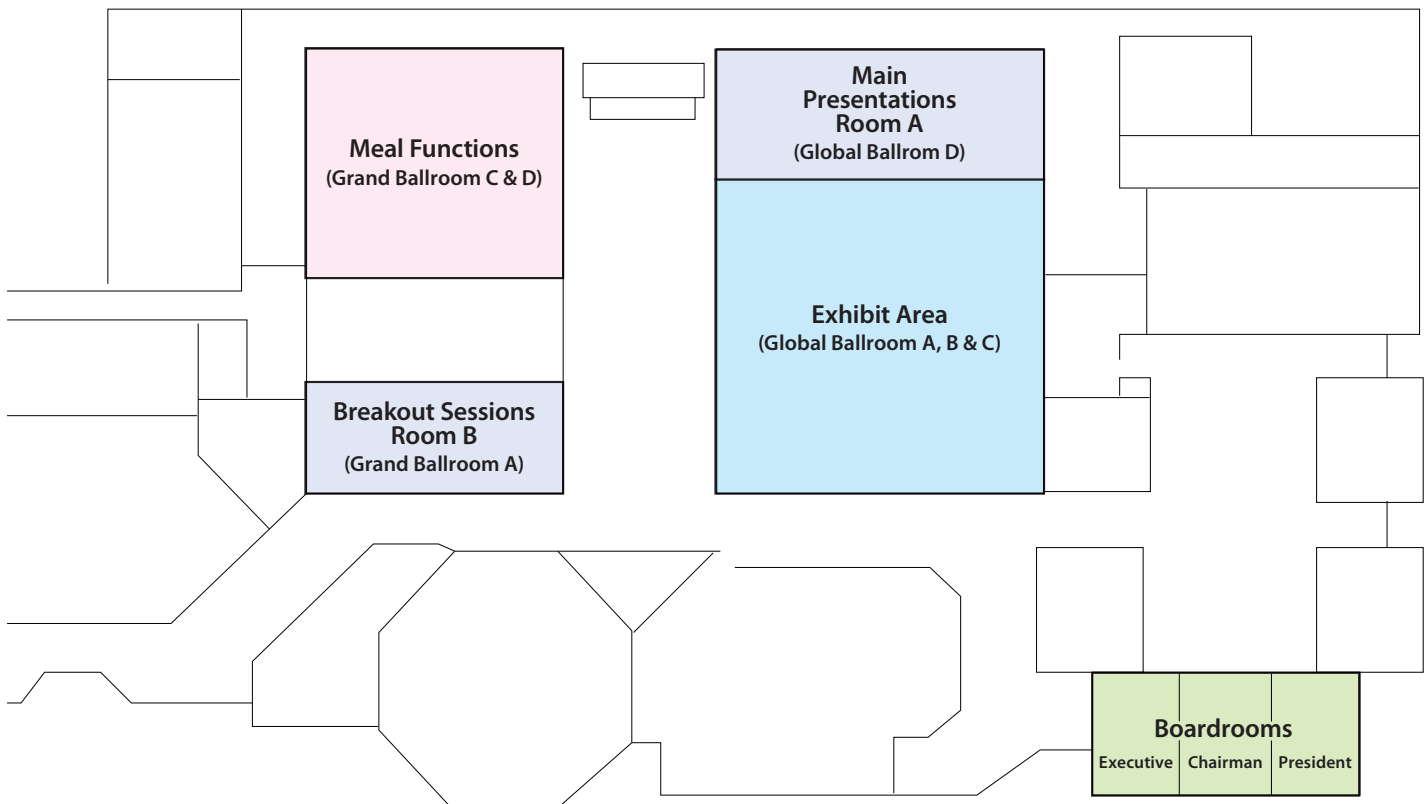 Meal Functions
(Grand Ballroom C & D)
Main
Presentations
Room A
(Global Ballrom D)
Exhibit Area
(Global Ballroom A, B & C)
Breakout Sessions
Room B
(Grand Ballroom A)
Boardrooms
Executive
Chairman
President